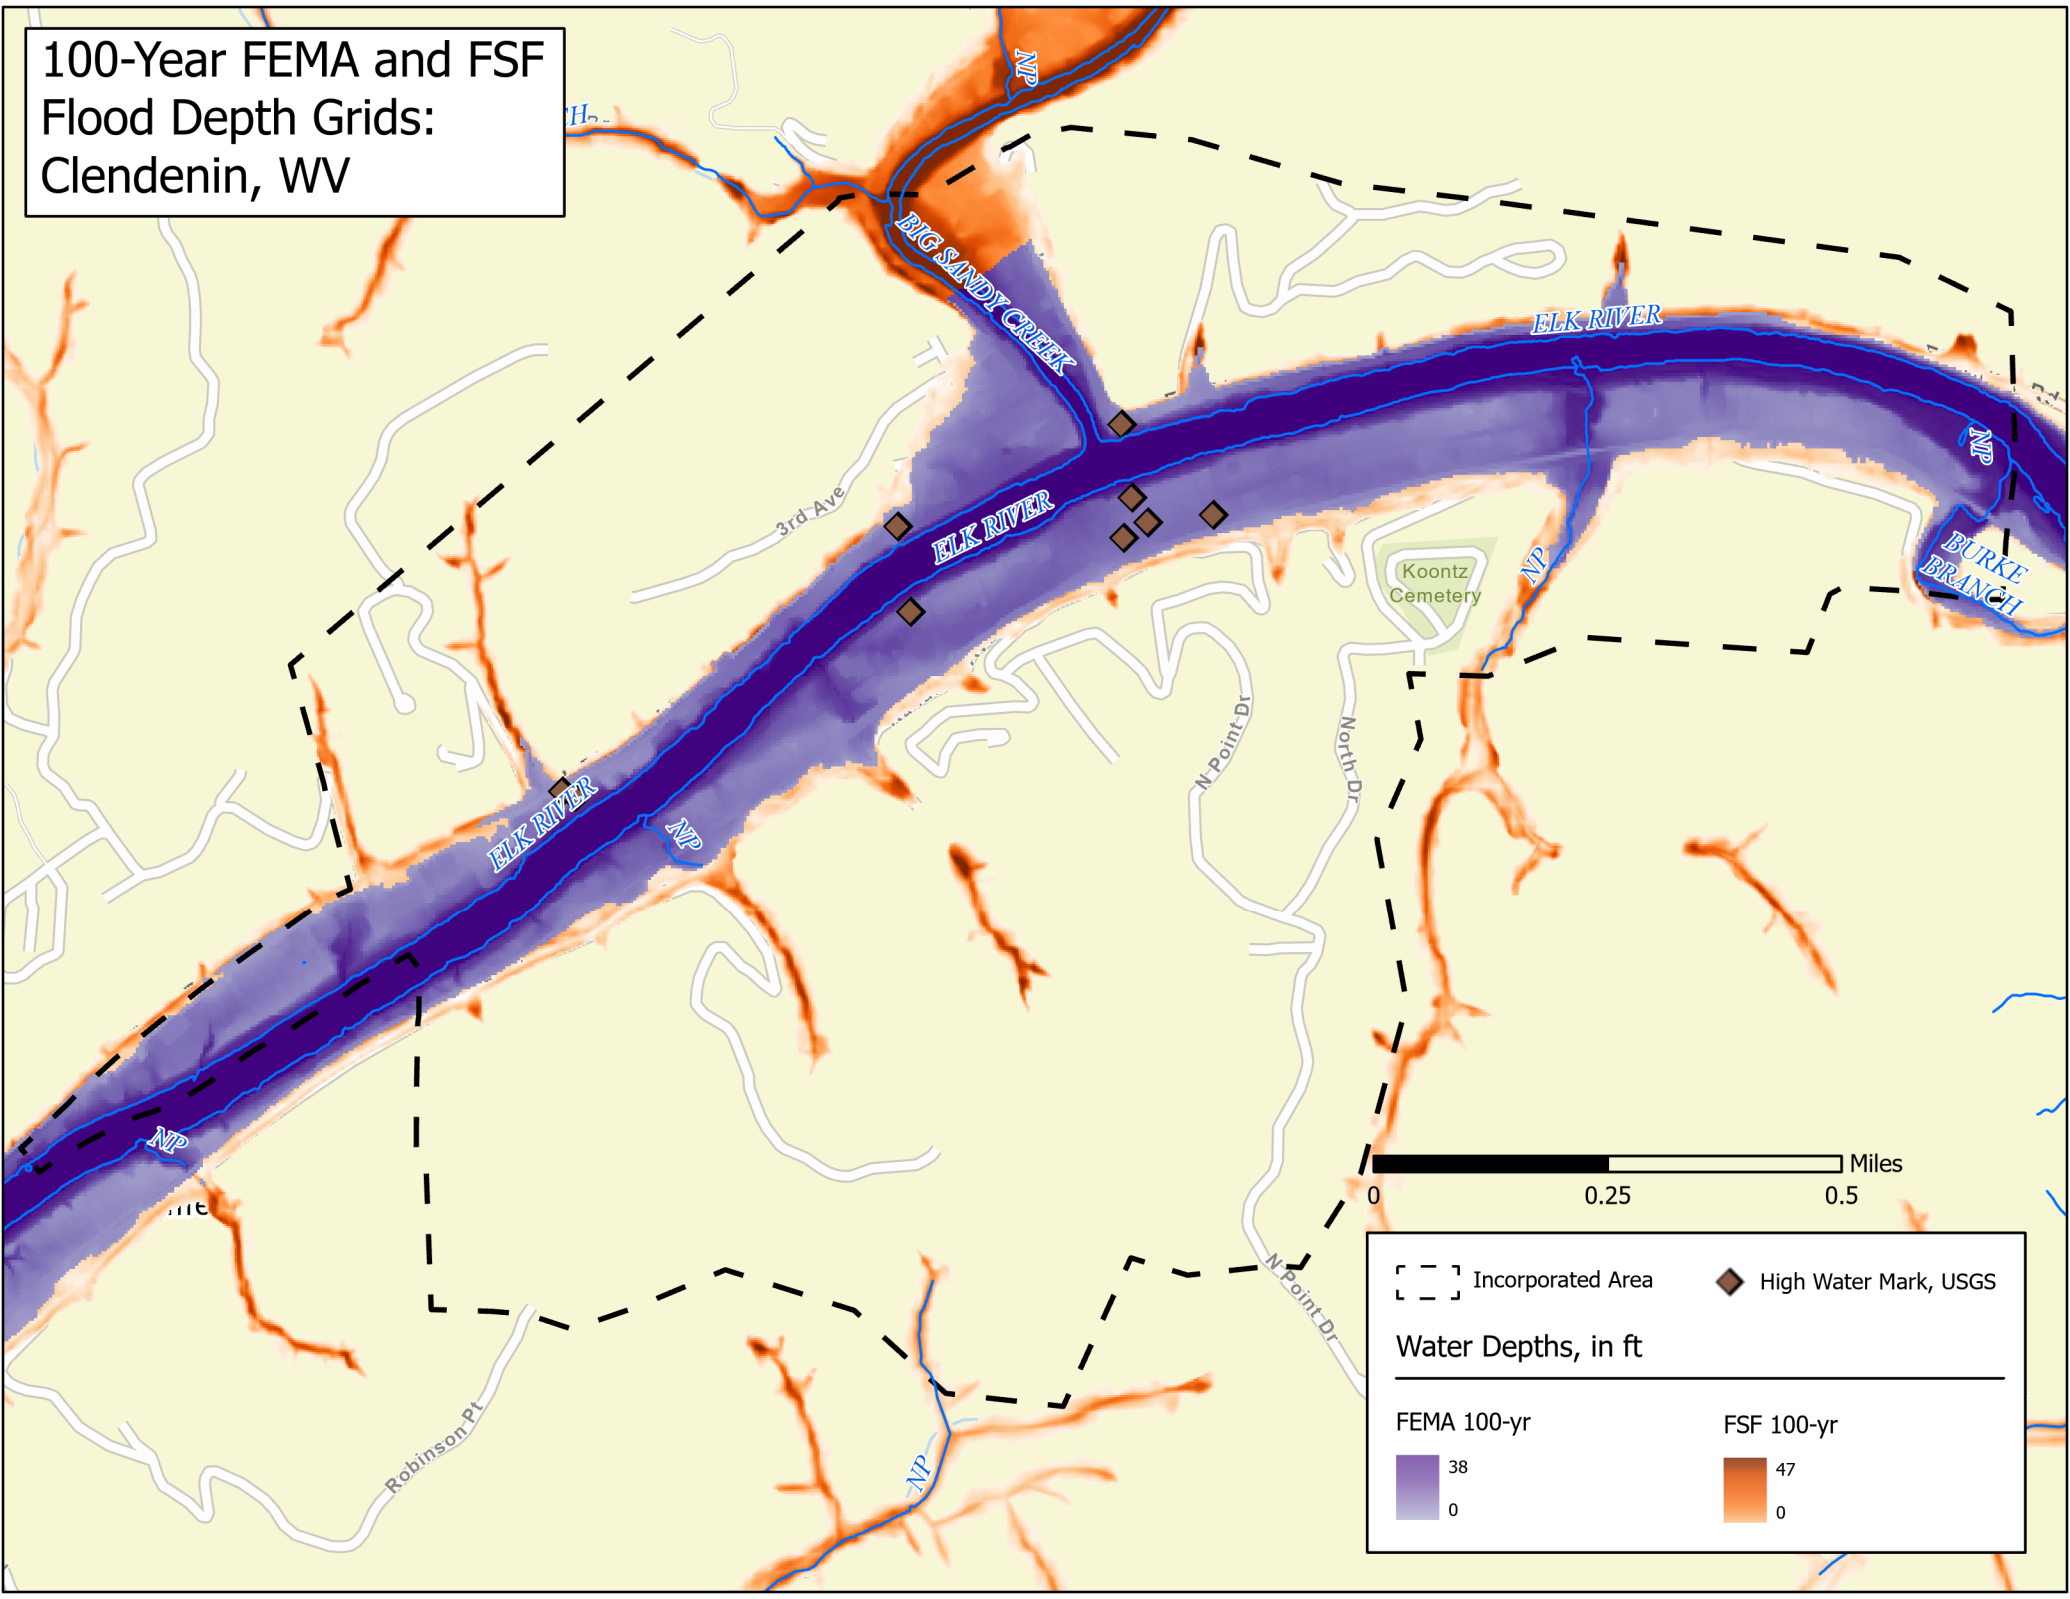 100-Year FEMA and FSF
Flood Depth Grids:
Clendenin, WV
NP
BIG SANDY CREEK
ELK RIVER
NP
3rd Ave
ELK RIVER
Koontz
Cemetery
NP
BURKE
BRANCH
N Point Dr
North Dr
ELK RIVER
NP
NP
N Point Dr
Robinson Pt
NP
Miles
0
0.25
0.5
Incorporated Area
High Water Mark, USGS
Water Depths, in ft
FEMA 100-yr
38
0
FSF 100-yr
47
0